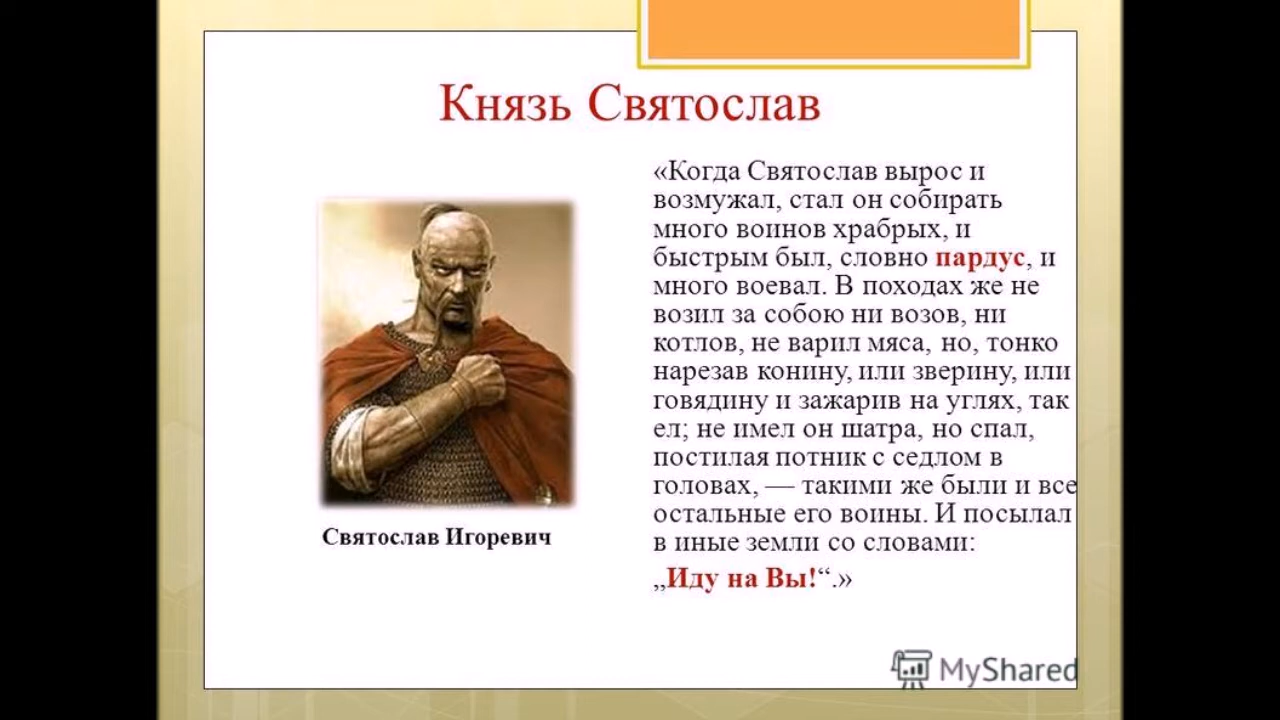 Князь Святослав
«Когда Святослав вырос и
возмужал, стал он собирать
много воинов храбрых, и
быстрым был, словно пардус, и
много воевал. В походах же не
возил за собою ни возов, ни
котлов, не варил мяса, но, тонко
нарезав конину, или зверину, или
говядину и зажарив на углях, так
ел; не имел он шатра, но спал,
постилая потник с седлом в
головах, — такими же были и все
остальные его воины. И посылал
в иные земли со словами:
„Иду на Вы!“.»
Святослав Игоревич
MyShared